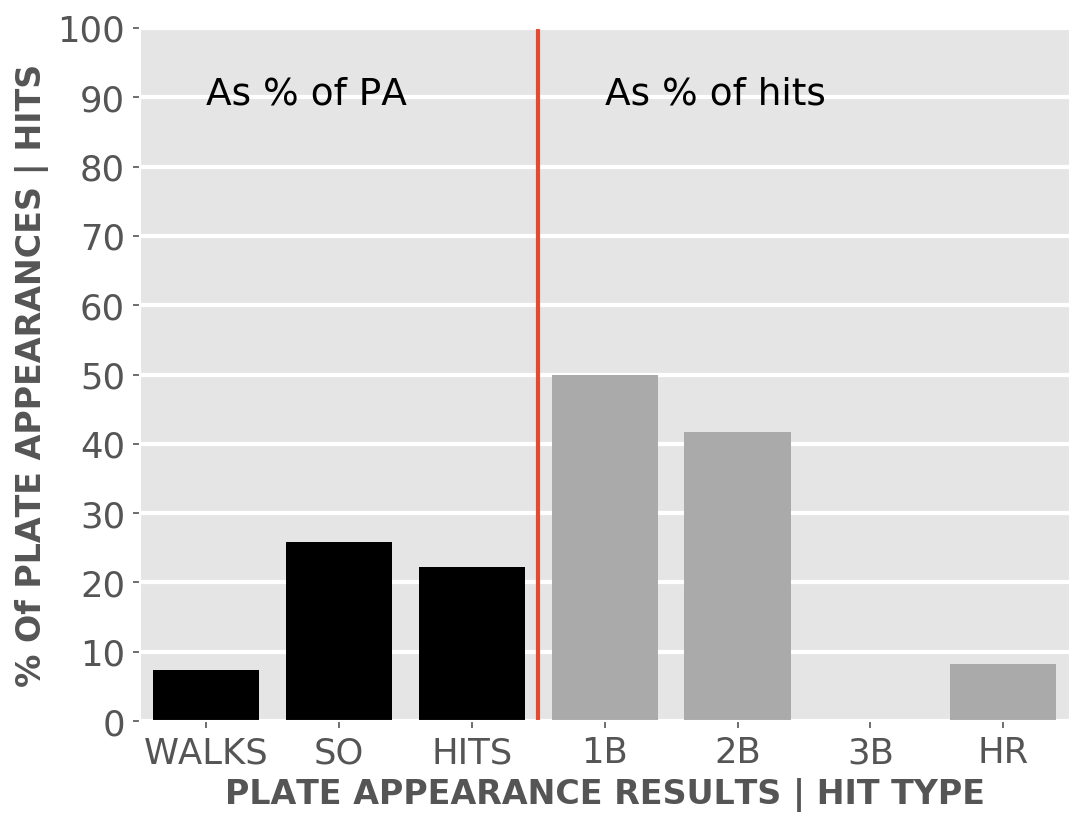 % Of PLATE APPEARANCES | HITS
100
90
80
70
60
50
40
30
20
10
0
As % of PA
As % of hits
WALKS SO HITS 1B 2B 3B HR
PLATE APPEARANCE RESULTS | HIT TYPE